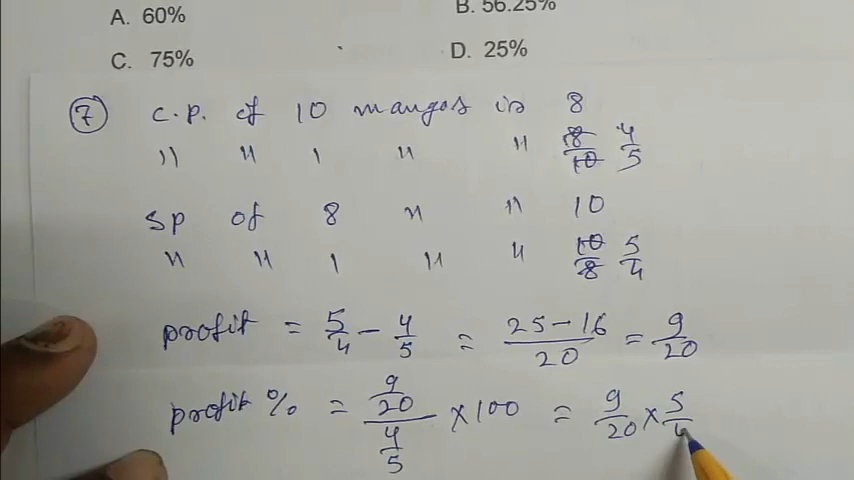 A. 60% B. 56.25%
C. 75% D. 25%
7 C.P. of 10 mangos is 8
" " 1 " " 8/10 4/5
SP of 8 " " 10
" " 1 " " 10/8 5/4
profit = 5/4 - 4/5 = 25-16/20 = 9/20
profit % = 9/20/4/5 ×100 = 9/20 × 5/4